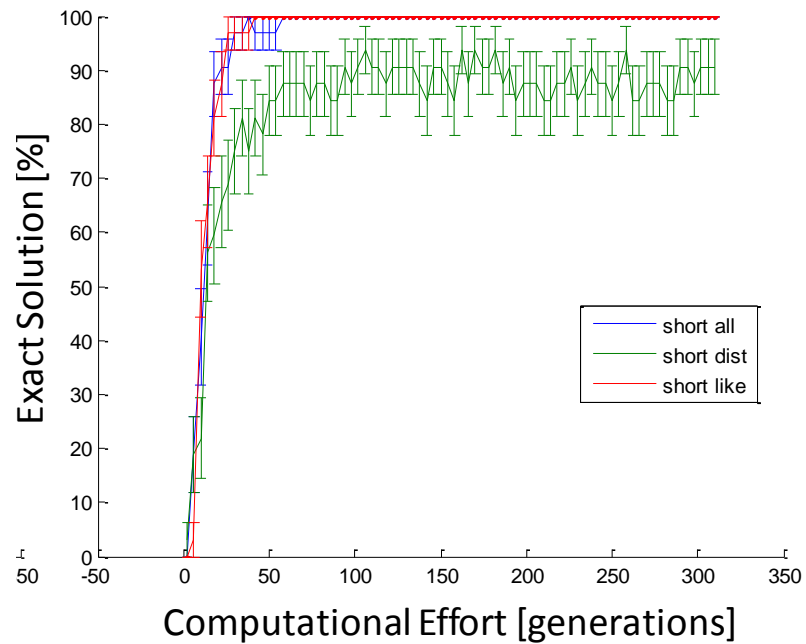 100
90
80
70
60
50
40
30
20
10
0
Exact Solution [%]
short all
short dist
short like
50 -50 0 50 100 150 200 250 300 350
Computational Effort [generations]